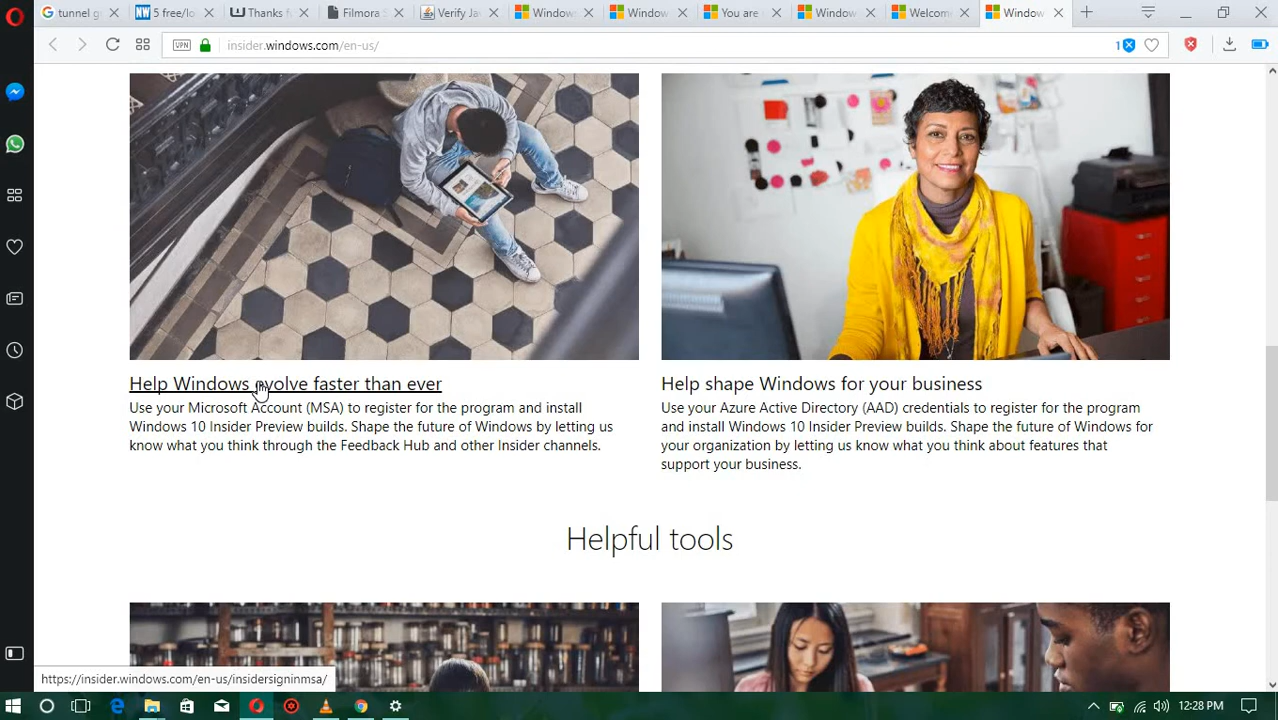 tunnel g
5 free/lo
Thanks f
Filmora
Verify Ja
Window
Window
You are
Window
Welcom
Window
VPN
insider.windows.com/en-us/
1
Help Windows evolve faster than ever
Use your Microsoft Account (MSA) to register for the program and install
Windows 10 Insider Preview builds. Shape the future of Windows by letting us
know what you think through the Feedback Hub and other Insider channels.
Help shape Windows for your business
Use your Azure Active Directory (AAD) credentials to register for the program
and install Windows 10 Insider Preview builds. Shape the future of Windows for
your organization by letting us know what you think about features that
support your business.
Helpful tools
https://insider.windows.com/en-us/insidersigninmsa/
12:28 PM